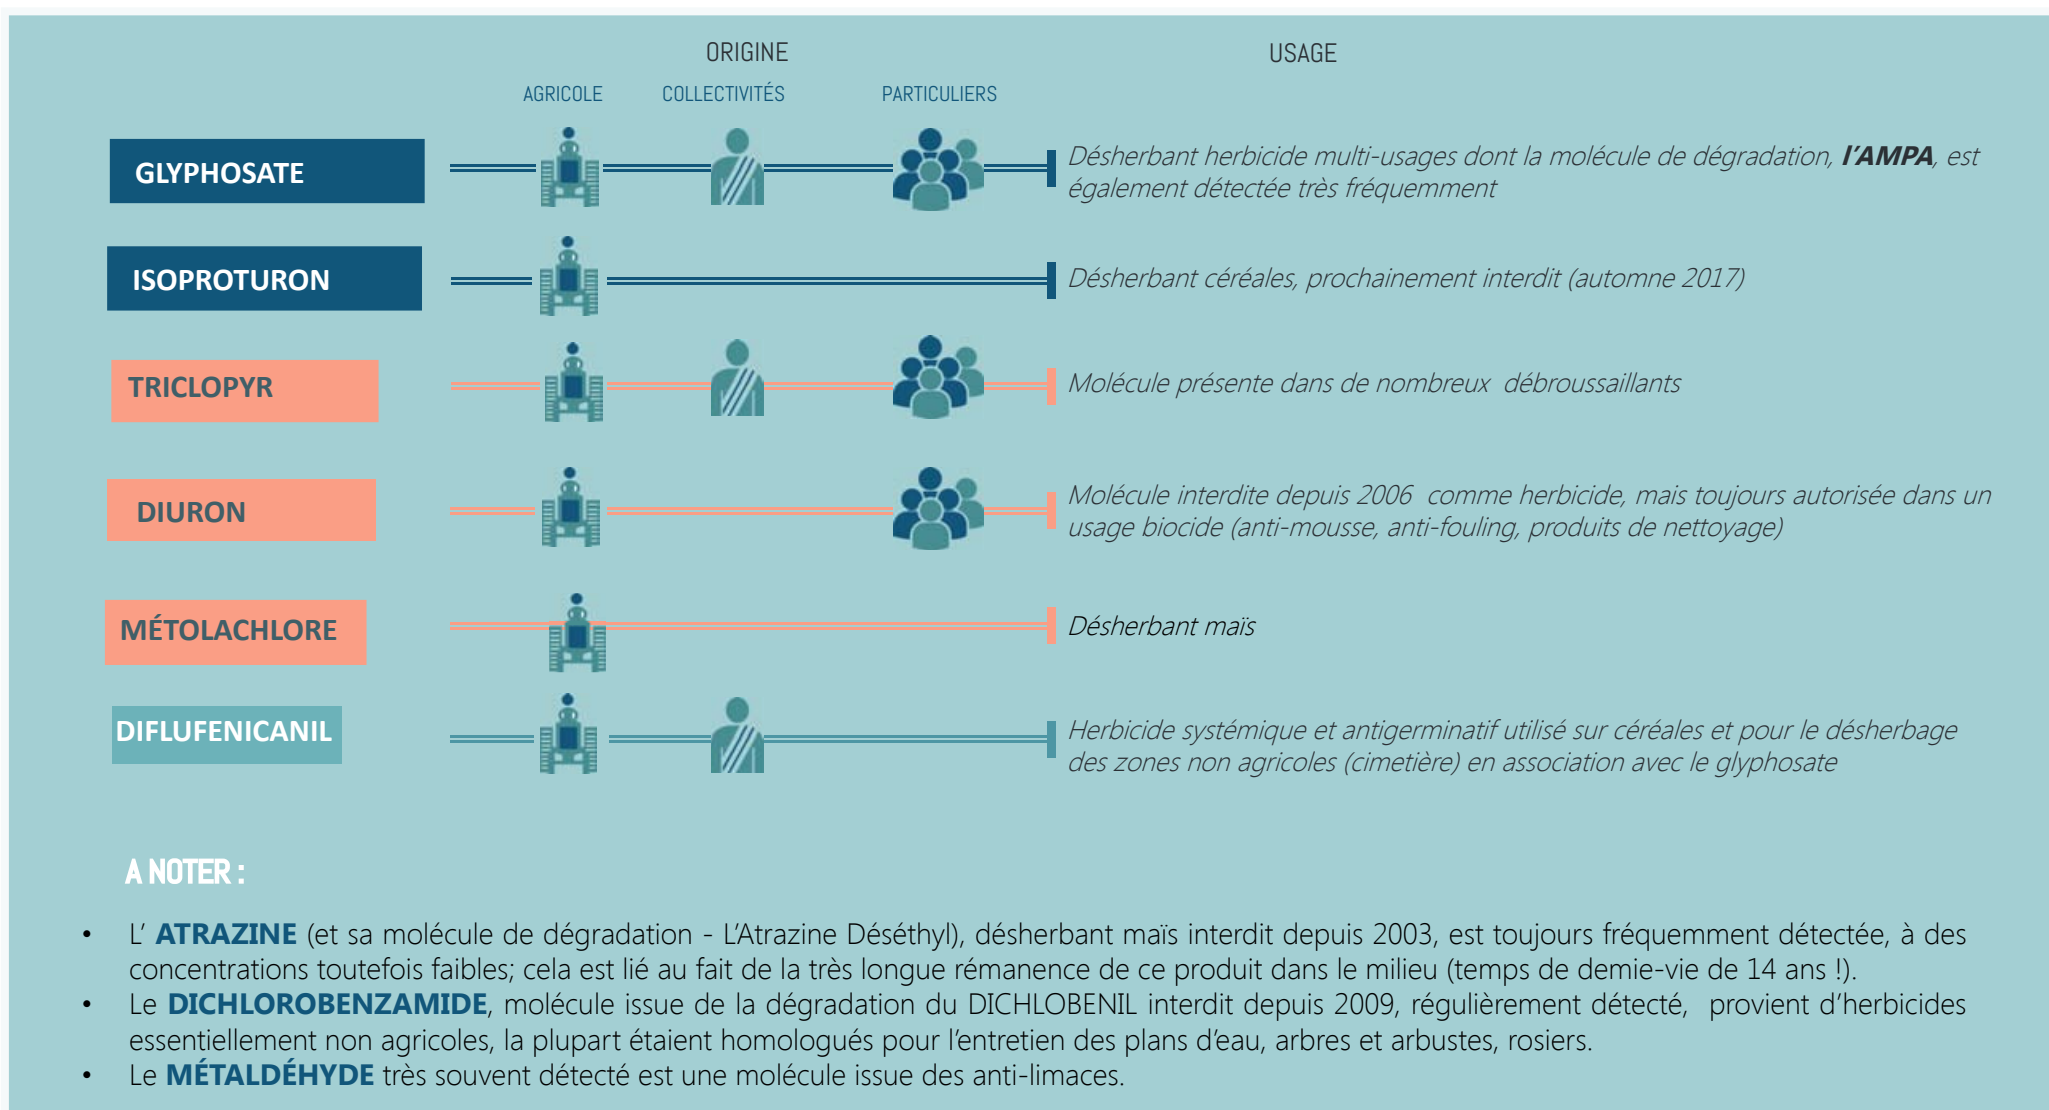 ORIGINE
USAGE
AGRICOLE
COLLECTIVITÉS
PARTICULIERS
GLYPHOSATE
Désherbant herbicide multi-usages dont la molécule de dégradation, l'AMPA, est
également détectée très fréquemment
ISOPROTURON
Désherbant céréales, prochainement interdit (automne 2017)
TRICLOPYR
Molécule présente dans de nombreux débroussaillants
DIURON
Molécule interdite depuis 2006 comme herbicide, mais toujours autorisée dans un
usage biocide (anti-mousse, anti-fouling, produits de nettoyage)
MÉTOLACHLORE
Désherbant maïs
DIFLUFENICANIL
Herbicide systémique et antigerminatif utilisé sur céréales et pour le désherbage
des zones non agricoles (cimetière) en association avec le glyphosate
A NOTER :
• L' ATRAZINE (et sa molécule de dégradation - L'Atrazine Déséthyl), désherbant maïs interdit depuis 2003, est toujours fréquemment détectée, à des
concentrations toutefois faibles; cela est lié au fait de la très longue rémanence de ce produit dans le milieu (temps de demie-vie de 14 ans !).
• Le DICHLOROBENZAMIDE, molécule issue de la dégradation du DICHLOBENIL interdit depuis 2009, régulièrement détecté, provient d'herbicides
essentiellement non agricoles, la plupart étaient homologués pour l'entretien des plans d'eau, arbres et arbustes, rosiers.
• Le MÉTALDÉHYDE très souvent détecté est une molécule issue des anti-limaces.